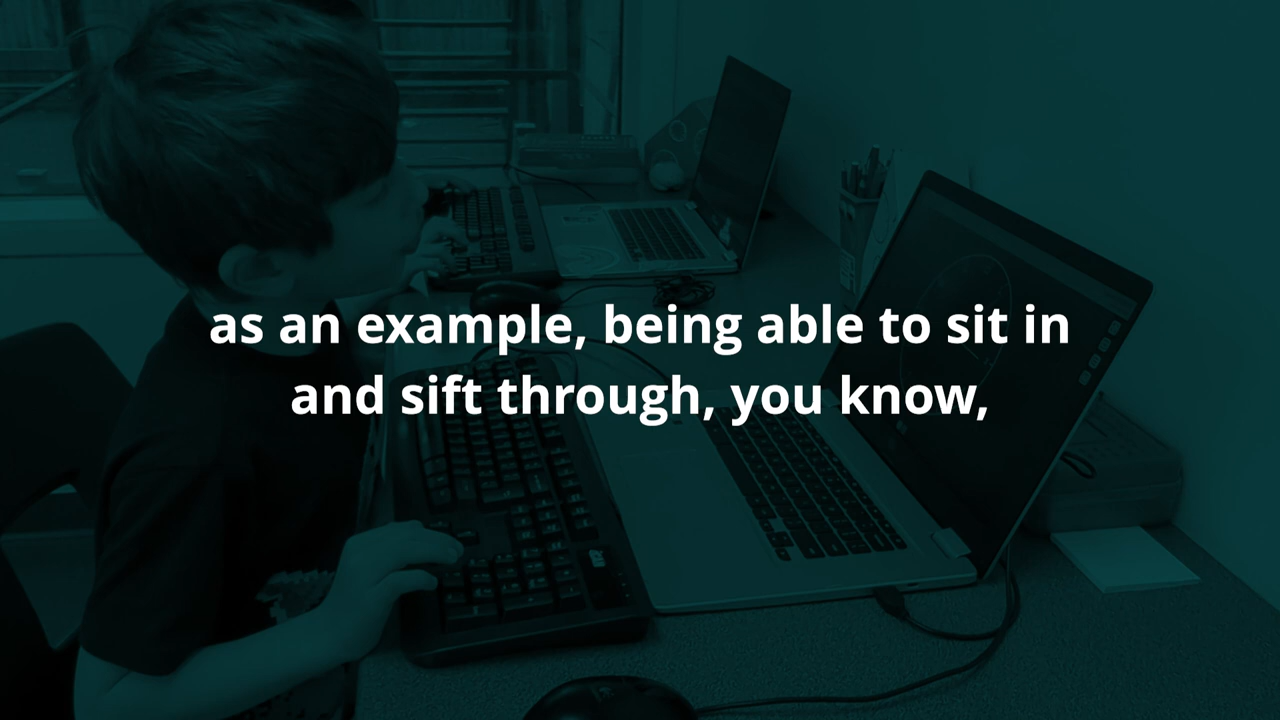 as an example, being able to sit in
and sift through, you know,